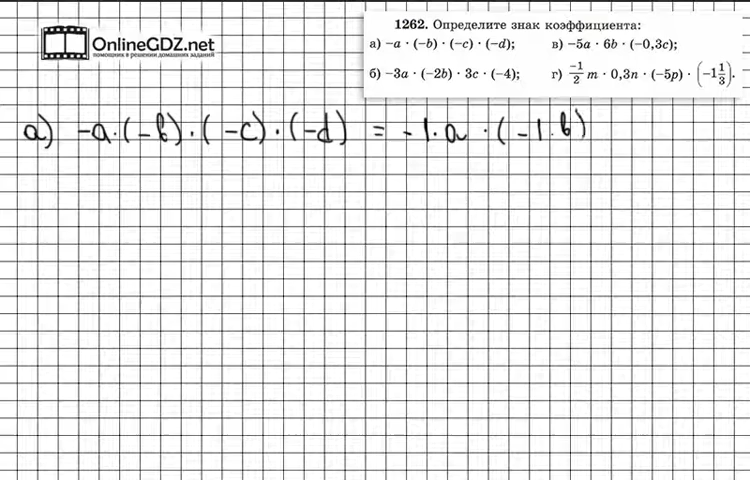 OnlineGDZ.net
помощник в решении домашних заданий
1262. Определите знак коэффициента:
а) −a · (−b) · (−c) · (−d);
в) −5a · 6b · (−0,3c);
б) −3a · (−2b) · 3c · (−4);
г) −1/2 m · 0,3n · (−5p) · (−1 1/3).
а) −a·(−b)·(−c)·(−d) = −1·a·(−1·b)